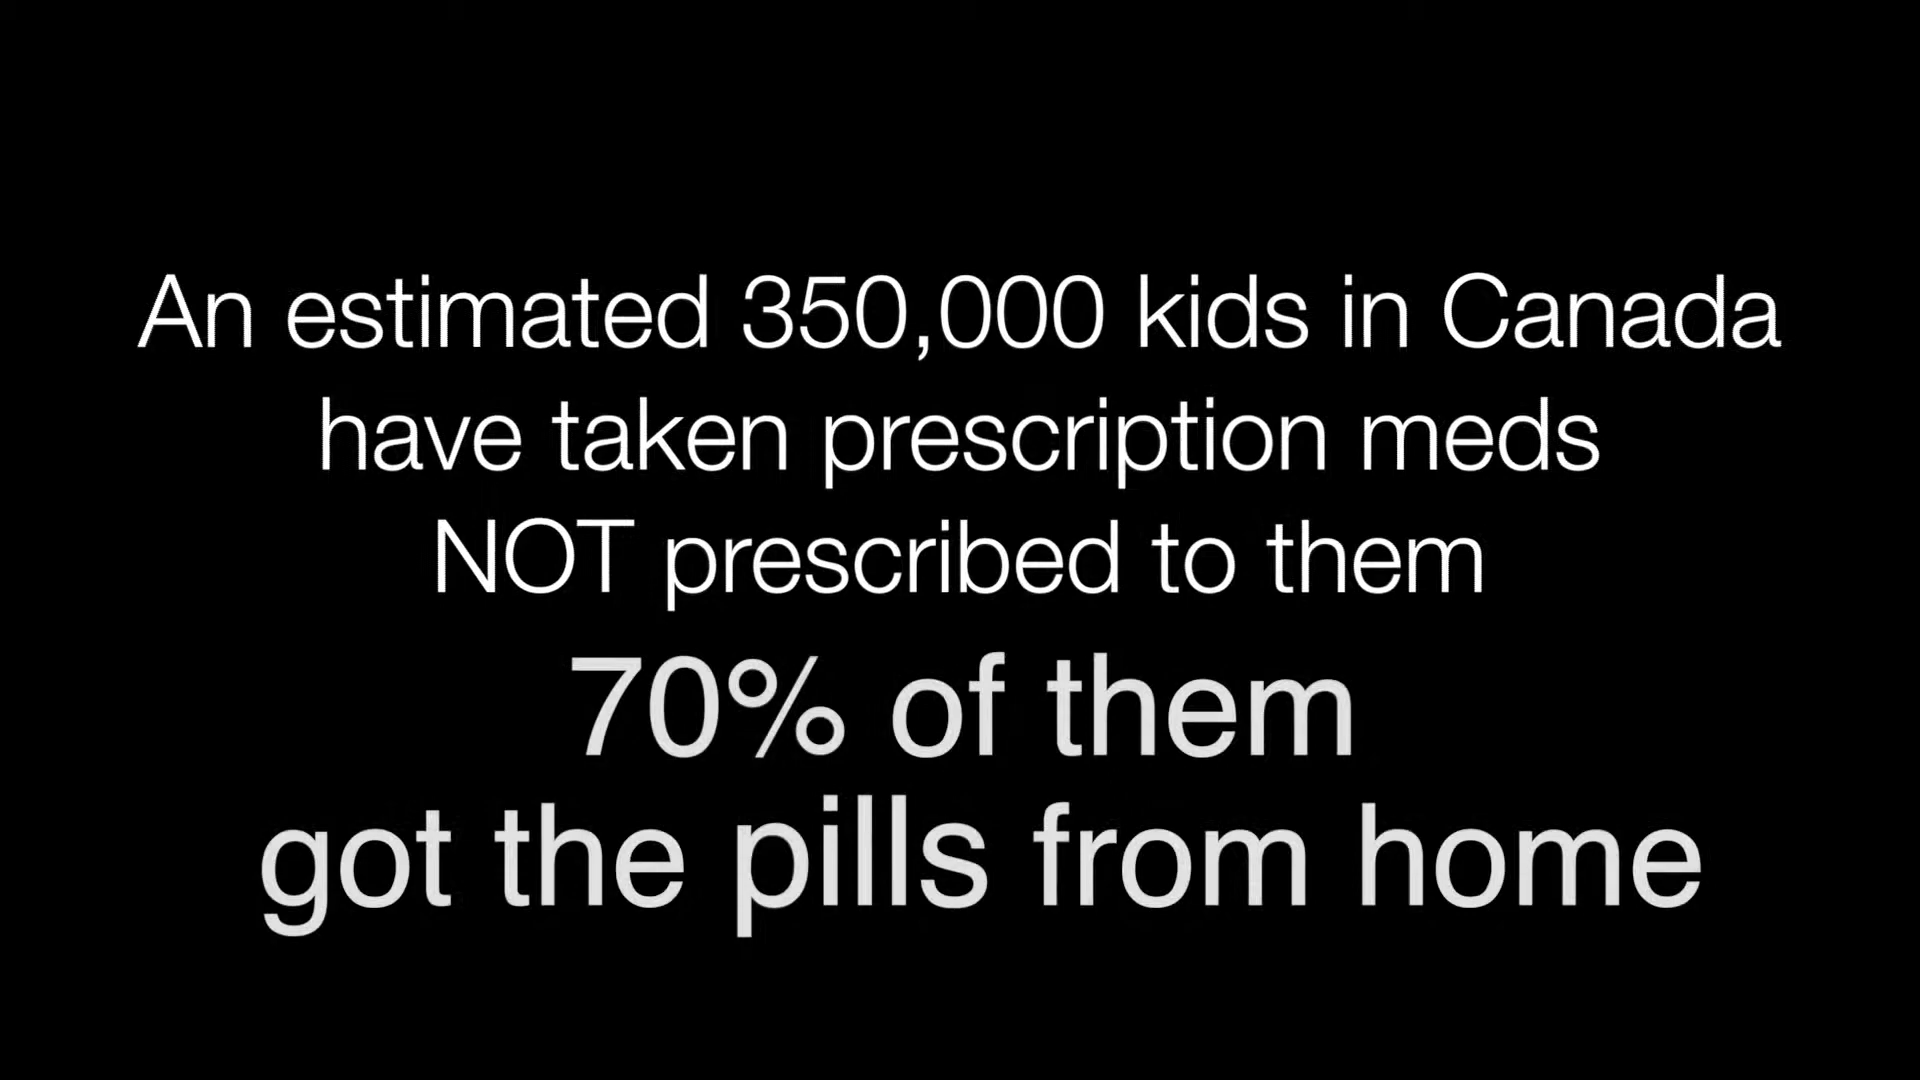 An estimated 350,000 kids in Canada
have taken prescription meds
NOT prescribed to them
70% of them
got the pills from home